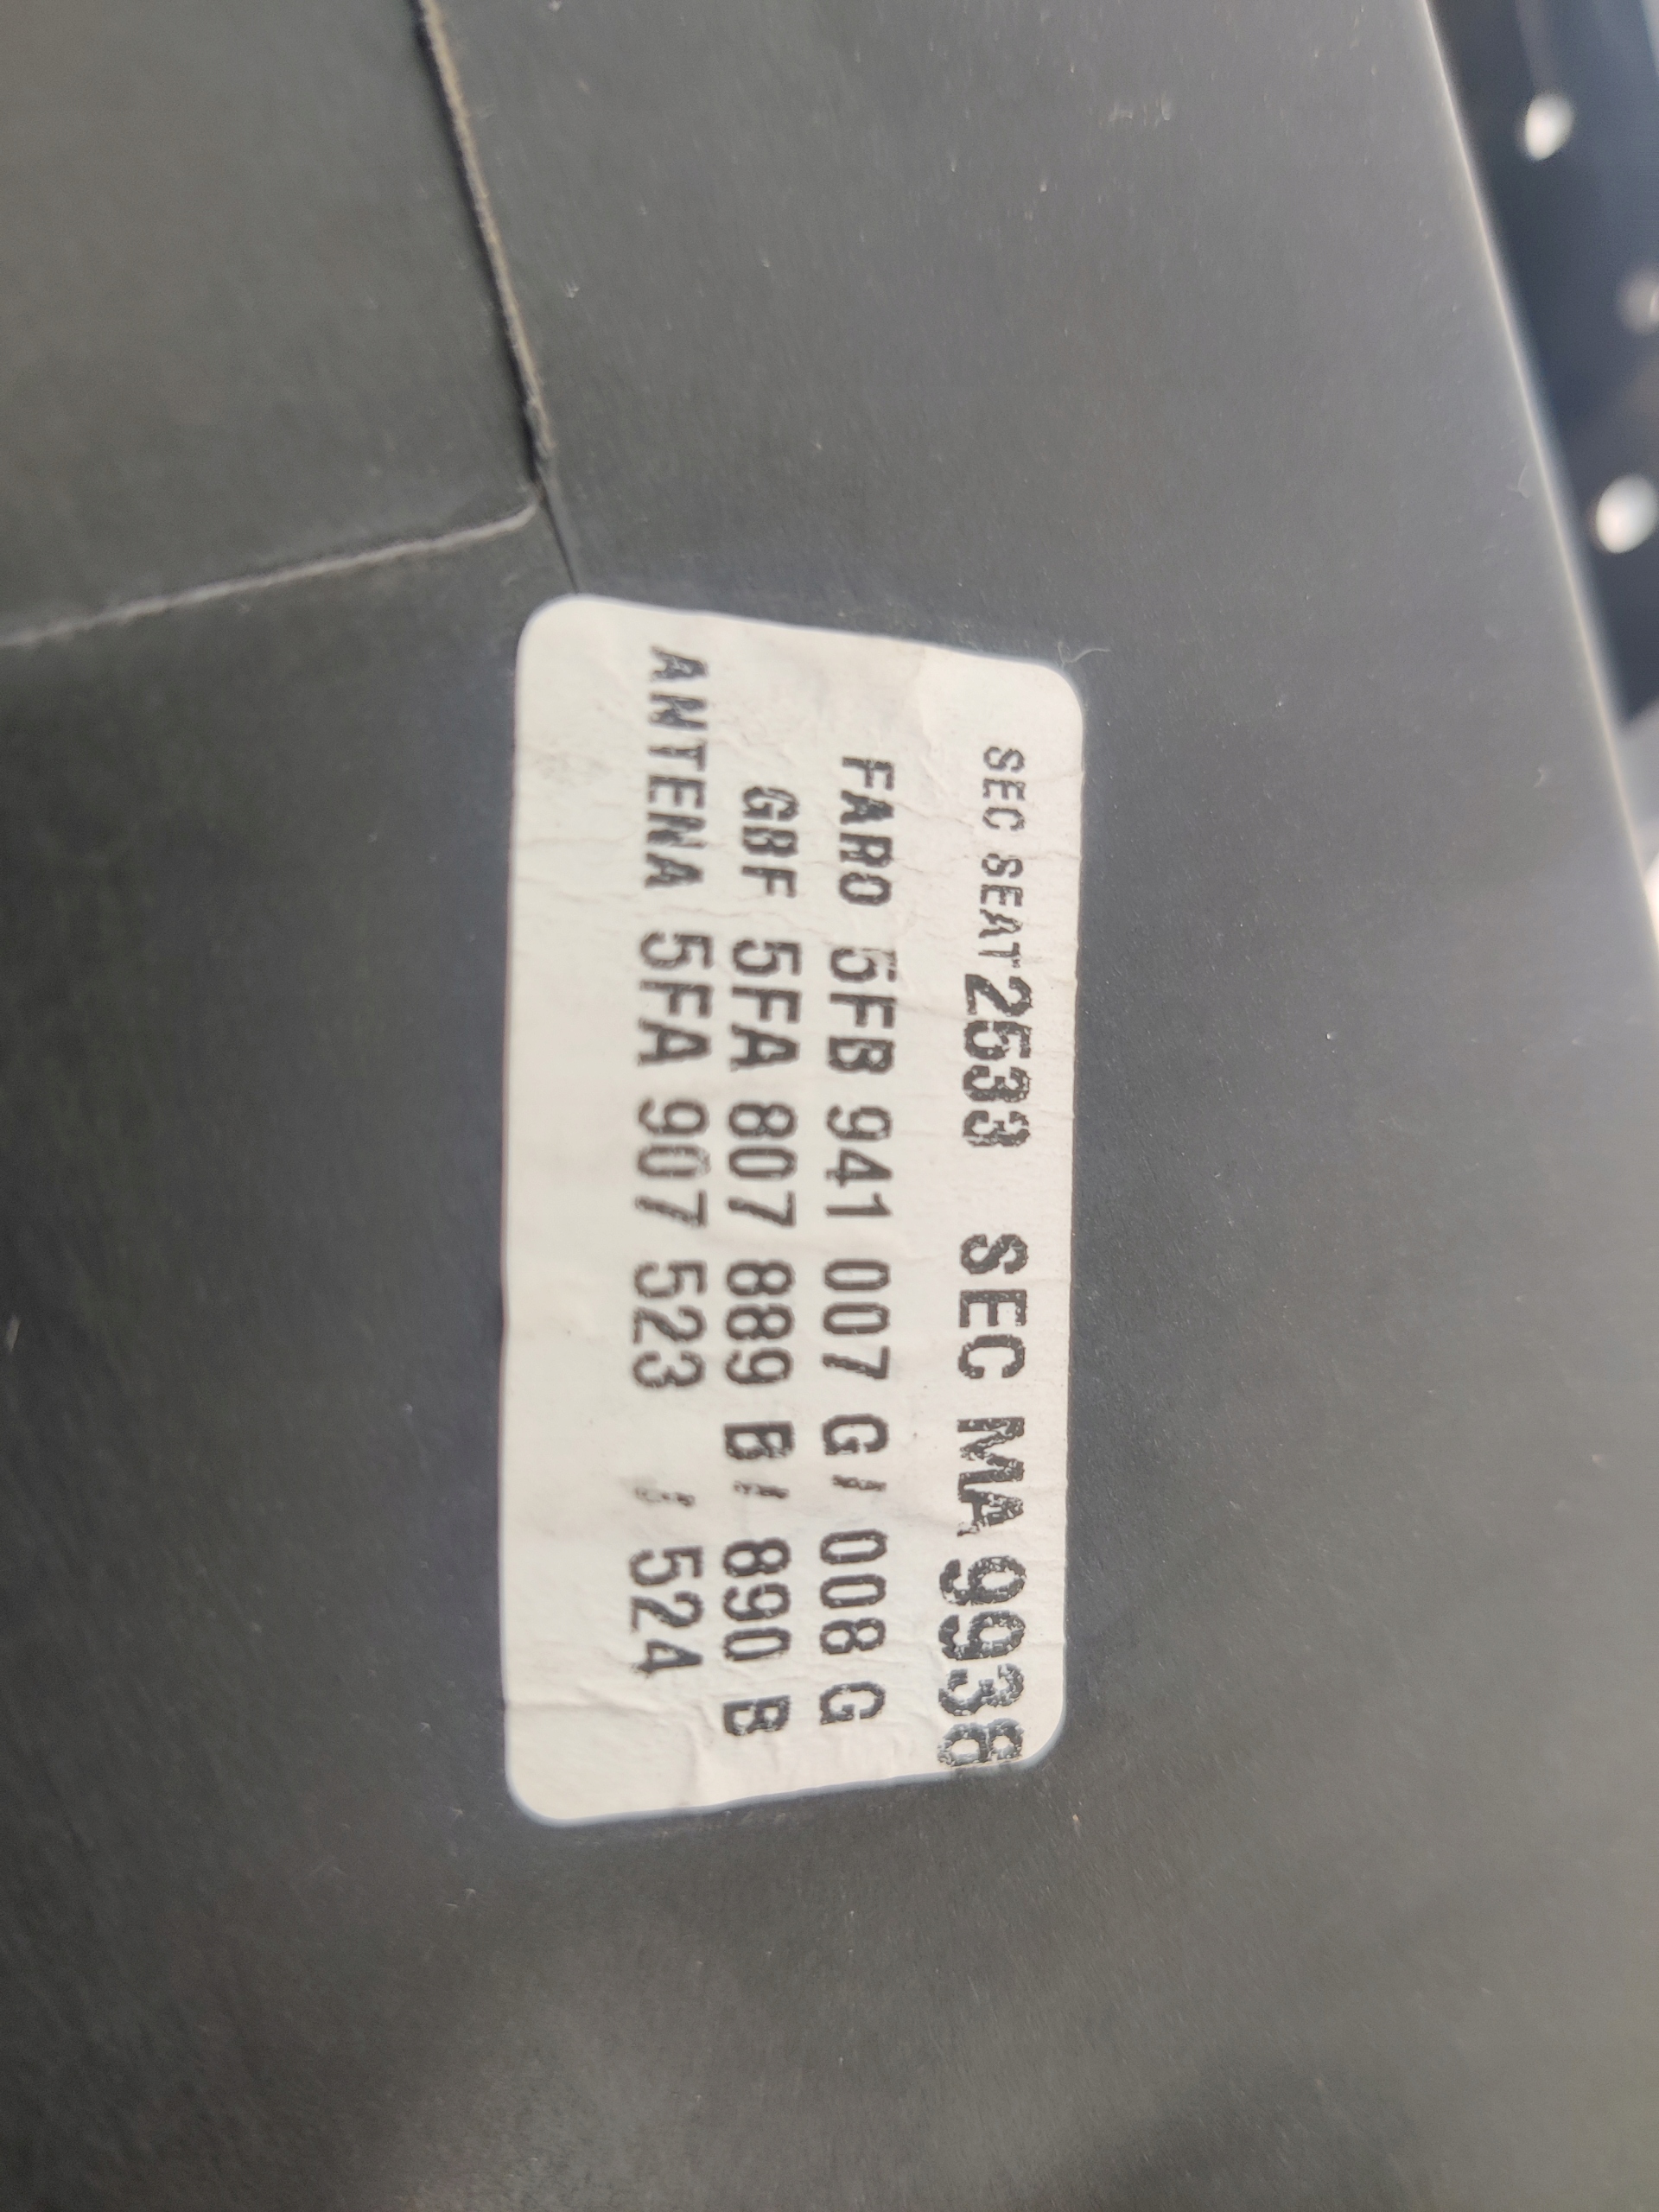 SEC SEAT 2533 SEC MA 9938
FARO 5FB 941 007 G/ 008 G
GBF 5FA 807 889 B/ 890 B
ANTENA 5FA 907 523 / 524